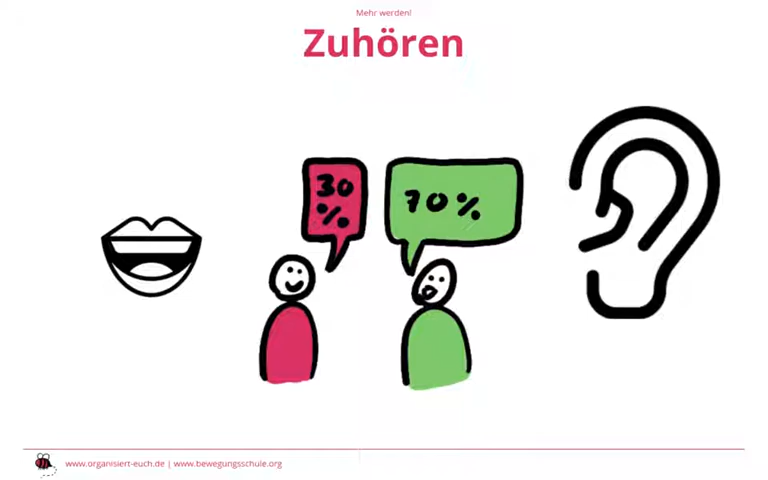 Mehr werden!
Zuhören
30
%
70%
www.organisiert-euch.de | www.bewegungsschule.org